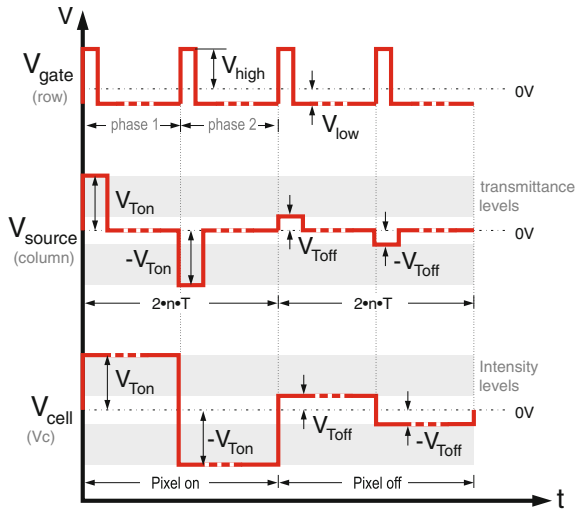 V
Vgate
(row)
Vhigh
0V
phase 1
phase 2
Vlow
transmittance
levels
VTon
Vsource
(column)
0V
-VTon
VToff
-VToff
2•n•T
2•n•T
Intensity
levels
VTon
Vcell
(Vc)
0V
-VTon
VToff
-VToff
Pixel on
Pixel off
t